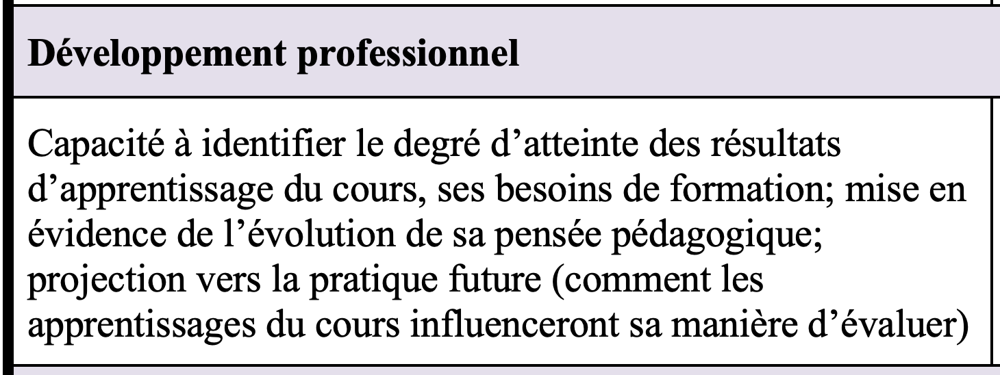 Développement professionnel
Capacité à identifier le degré d’atteinte des résultats
d’apprentissage du cours, ses besoins de formation; mise en
évidence de l’évolution de sa pensée pédagogique;
projection vers la pratique future (comment les
apprentissages du cours influenceront sa manière d’évaluer)